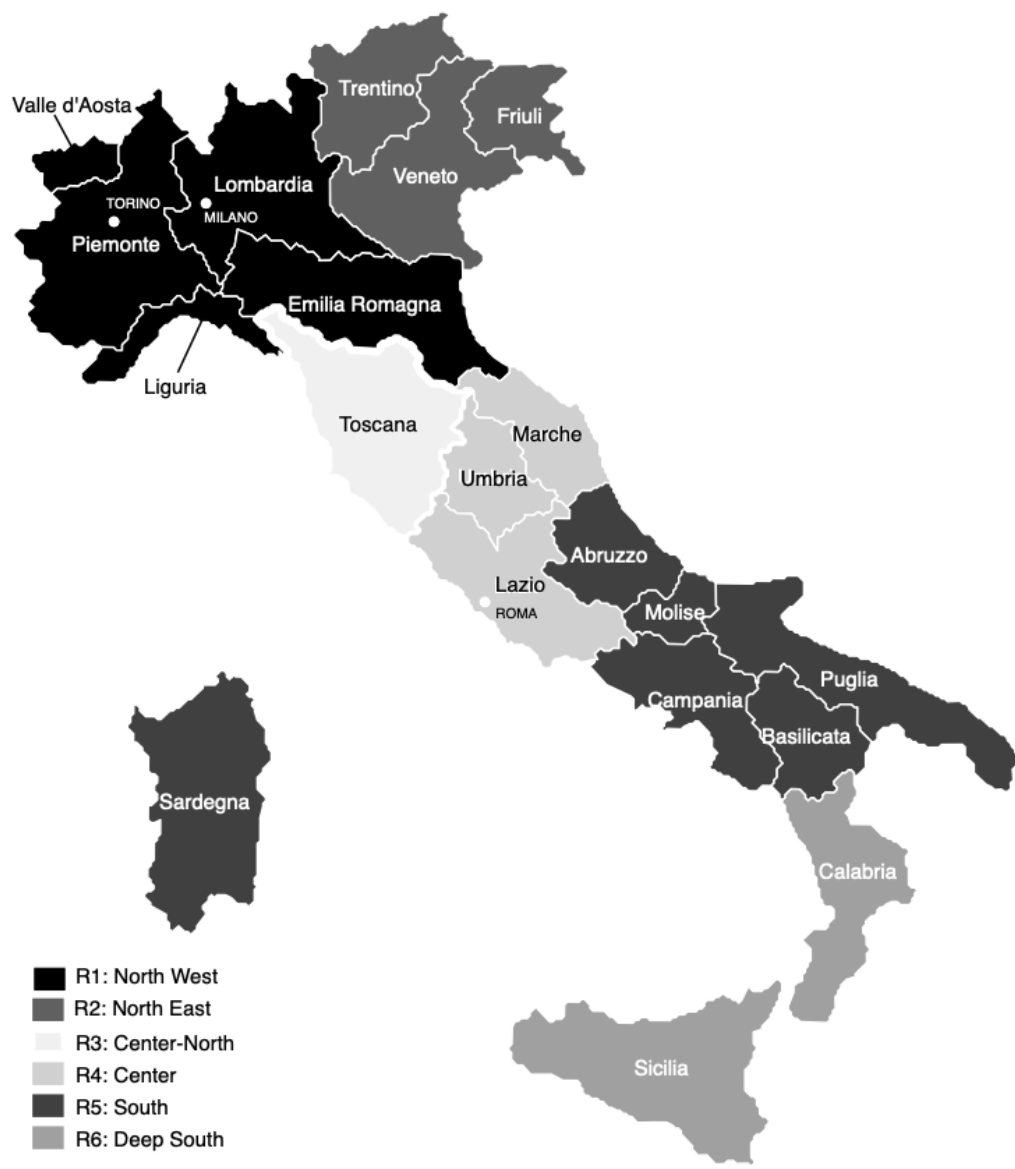 Trentino
Valle d'Aosta
Friuli
Veneto
Lombardia
TORINO
MILANO
Piemonte
Emilia Romagna
Liguria
Toscana
Marche
Umbria
Abruzzo
Lazio
ROMA
Molise
Puglia
Campania
Basilicata
Sardegna
Calabria
Sicilia
R1: North West
R2: North East
R3: Center-North
R4: Center
R5: South
R6: Deep South